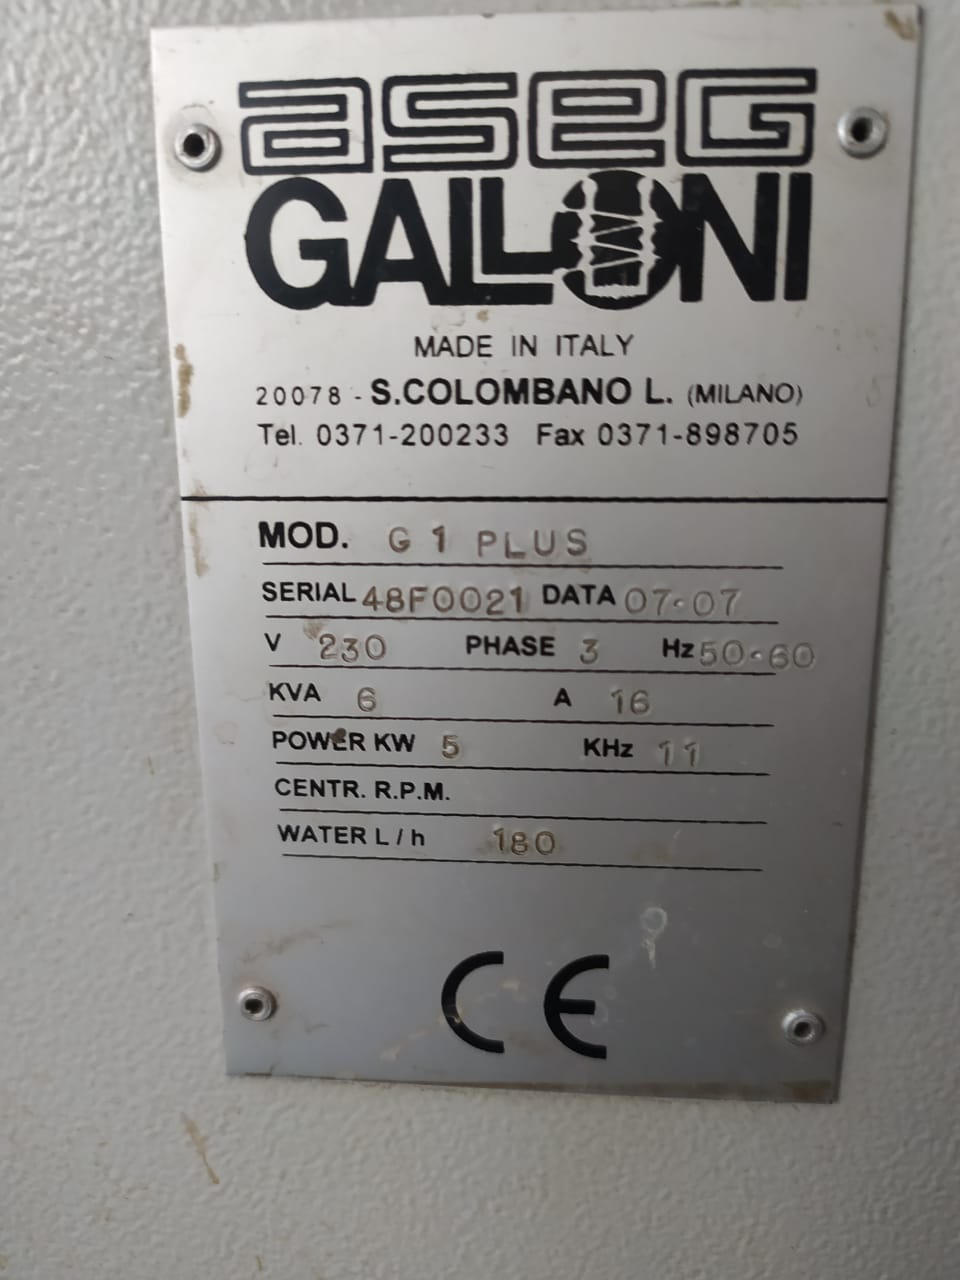 aseg
GALLONI
MADE IN ITALY
20078 - S.COLOMBANO L. (MILANO)
Tel. 0371-200233 Fax 0371-898705
MOD. G 1 PLUS
SERIAL 48F0021 DATA 07-07
V 230 PHASE 3 Hz 50-60
KVA 6 A 16
POWER KW 5 KHz 11
CENTR. R.P.M.
WATER L / h 180
CE